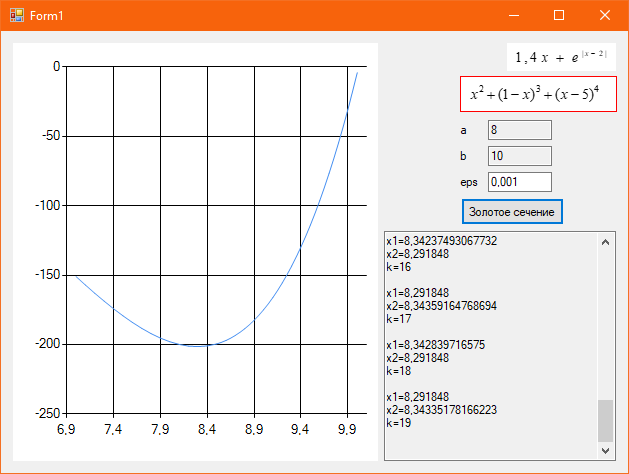 Form1
1,4 x + e^|x − 2|
x² + (1 − x)³ + (x − 5)⁴
a 8
b 10
eps 0,001
Золотое сечение
0
-50
-100
-150
-200
-250
6,9 7,4 7,9 8,4 8,9 9,4 9,9
x1=8,34237493067732
x2=8,291848
k=16
x1=8,291848
x2=8,34359164768694
k=17
x1=8,342839716575
x2=8,291848
k=18
x1=8,291848
x2=8,34335178166223
k=19